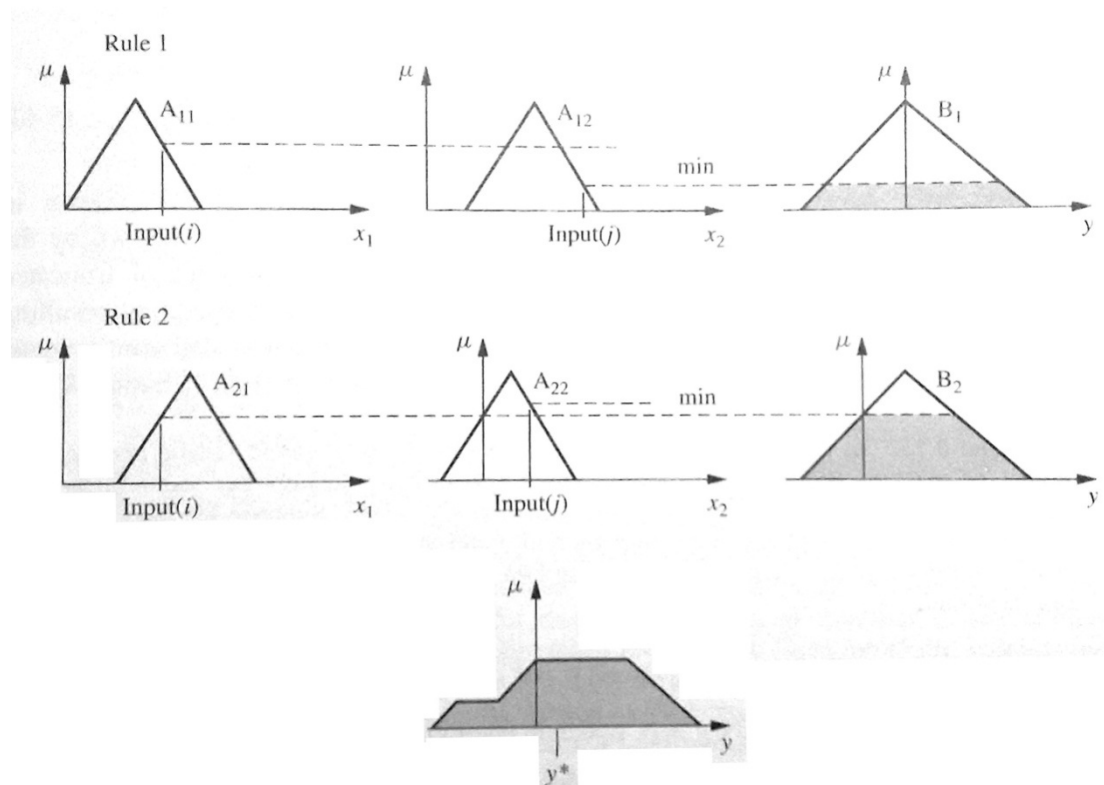 Rule 1
μ μ μ
A11 A12 B1
min
Input(i) x1 Input(j) x2 y
Rule 2
μ μ μ
A21 A22 min B2
Input(i) x1 Input(j) x2 y
μ
y
y*